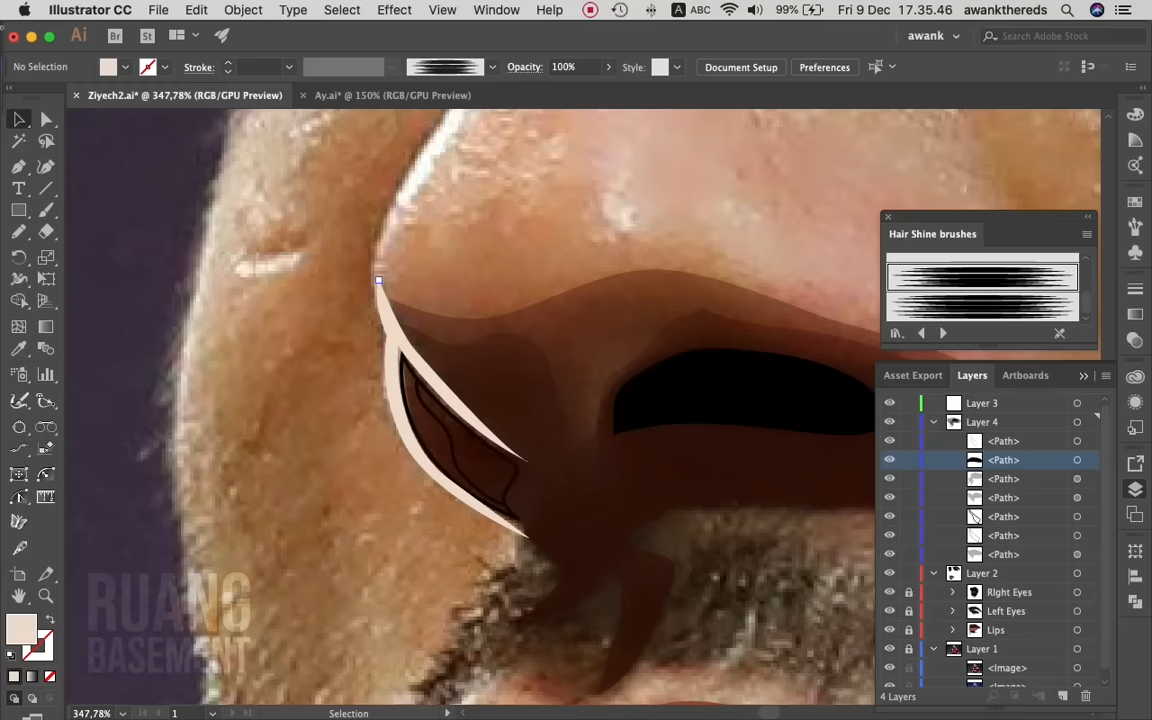 Illustrator CC File Edit Object Type Select Effect View Window Help A ABC 99% Fri 9 Dec 17.35.46 awankthereds
Ai Br St awank Search Adobe Stock
No Selection Stroke: Opacity: 100% Style: Document Setup Preferences
× Ziyech2.ai* @ 347,78% (RGB/GPU Preview) × Ay.ai* @ 150% (RGB/GPU Preview)
Hair Shine brushes
Asset Export Layers Artboards
Layer 3
Layer 4
<Path>
<Path>
<Path>
<Path>
<Path>
<Path>
<Path>
Layer 2
RIght Eyes
Left Eyes
Lips
Layer 1
<Image>
4 Layers
RUANG
BASEMENT
347,78% 1 Selection